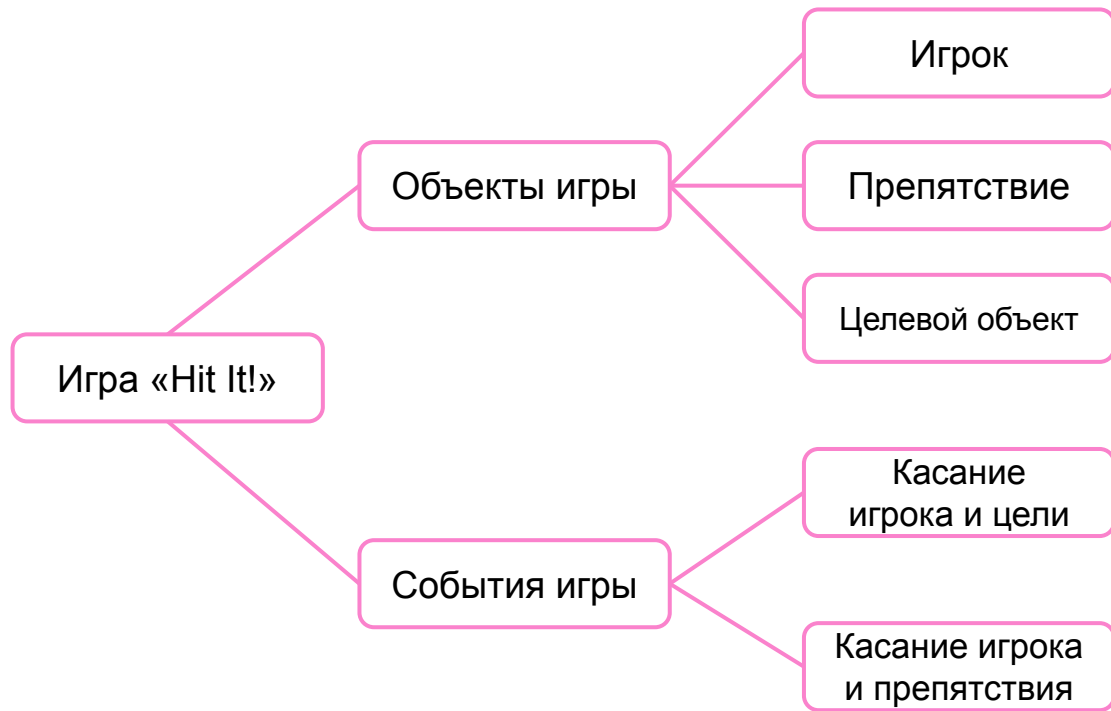 Игрок
Объекты игры
Препятствие
Целевой объект
Игра «Hit It!»
Касание
игрока и цели
События игры
Касание игрока
и препятствия